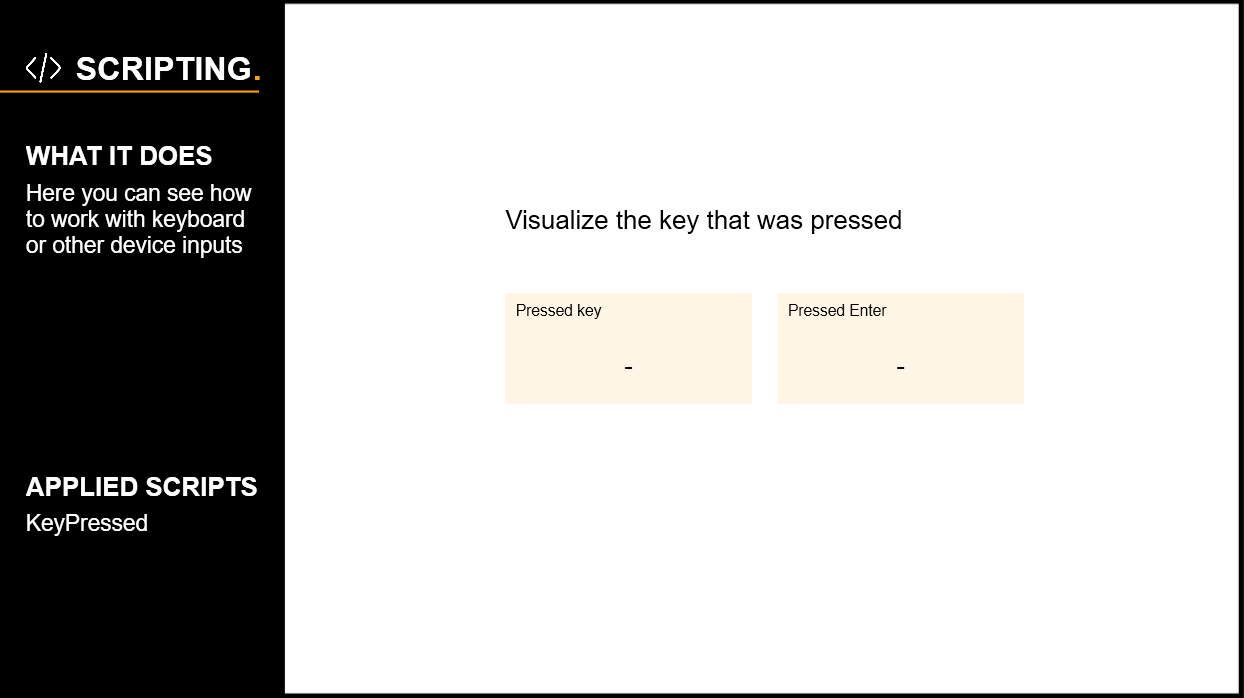 </> SCRIPTING.
WHAT IT DOES
Here you can see how
to work with keyboard
or other device inputs
APPLIED SCRIPTS
KeyPressed
Visualize the key that was pressed
Pressed key
-
Pressed Enter
-